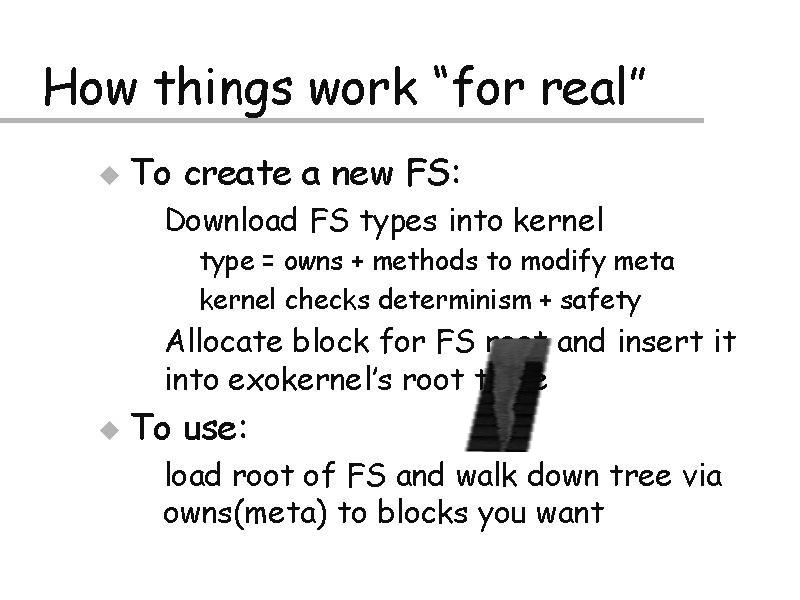 How things work “for real”
To create a new FS:
Download FS types into kernel
type = owns + methods to modify meta
kernel checks determinism + safety
Allocate block for FS and insert it
into exokernel’s root
To use:
load root of FS and walk down tree via
owns(meta) to blocks you want